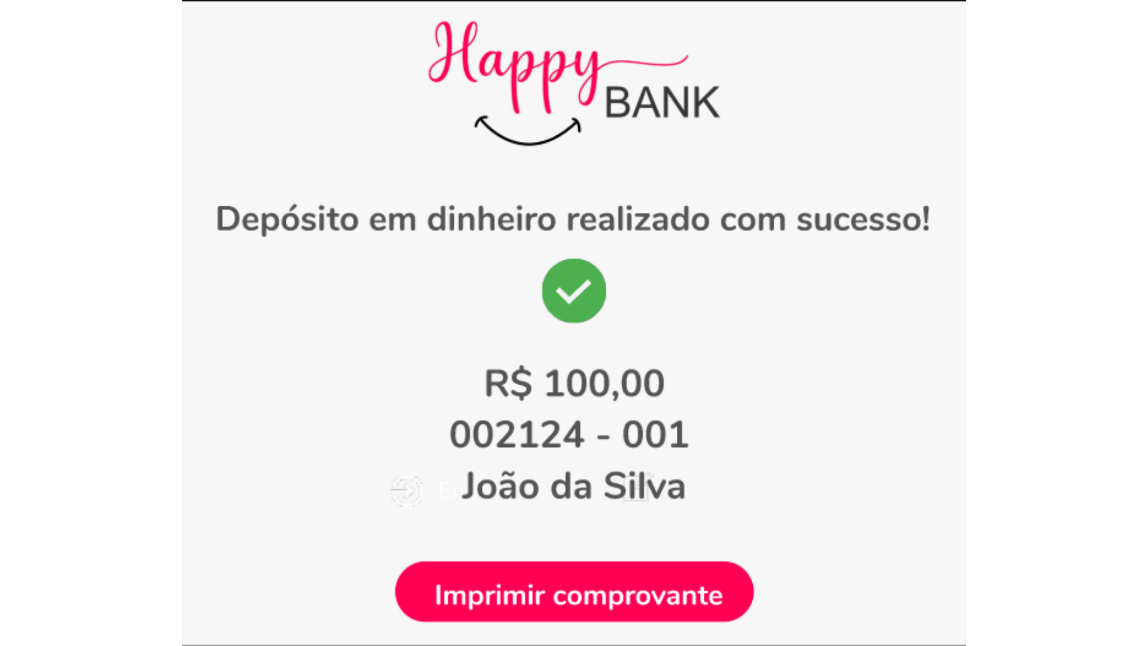 Happy
BANK
Depósito em dinheiro realizado com sucesso!
R$ 100,00
002124 - 001
João da Silva
Imprimir comprovante